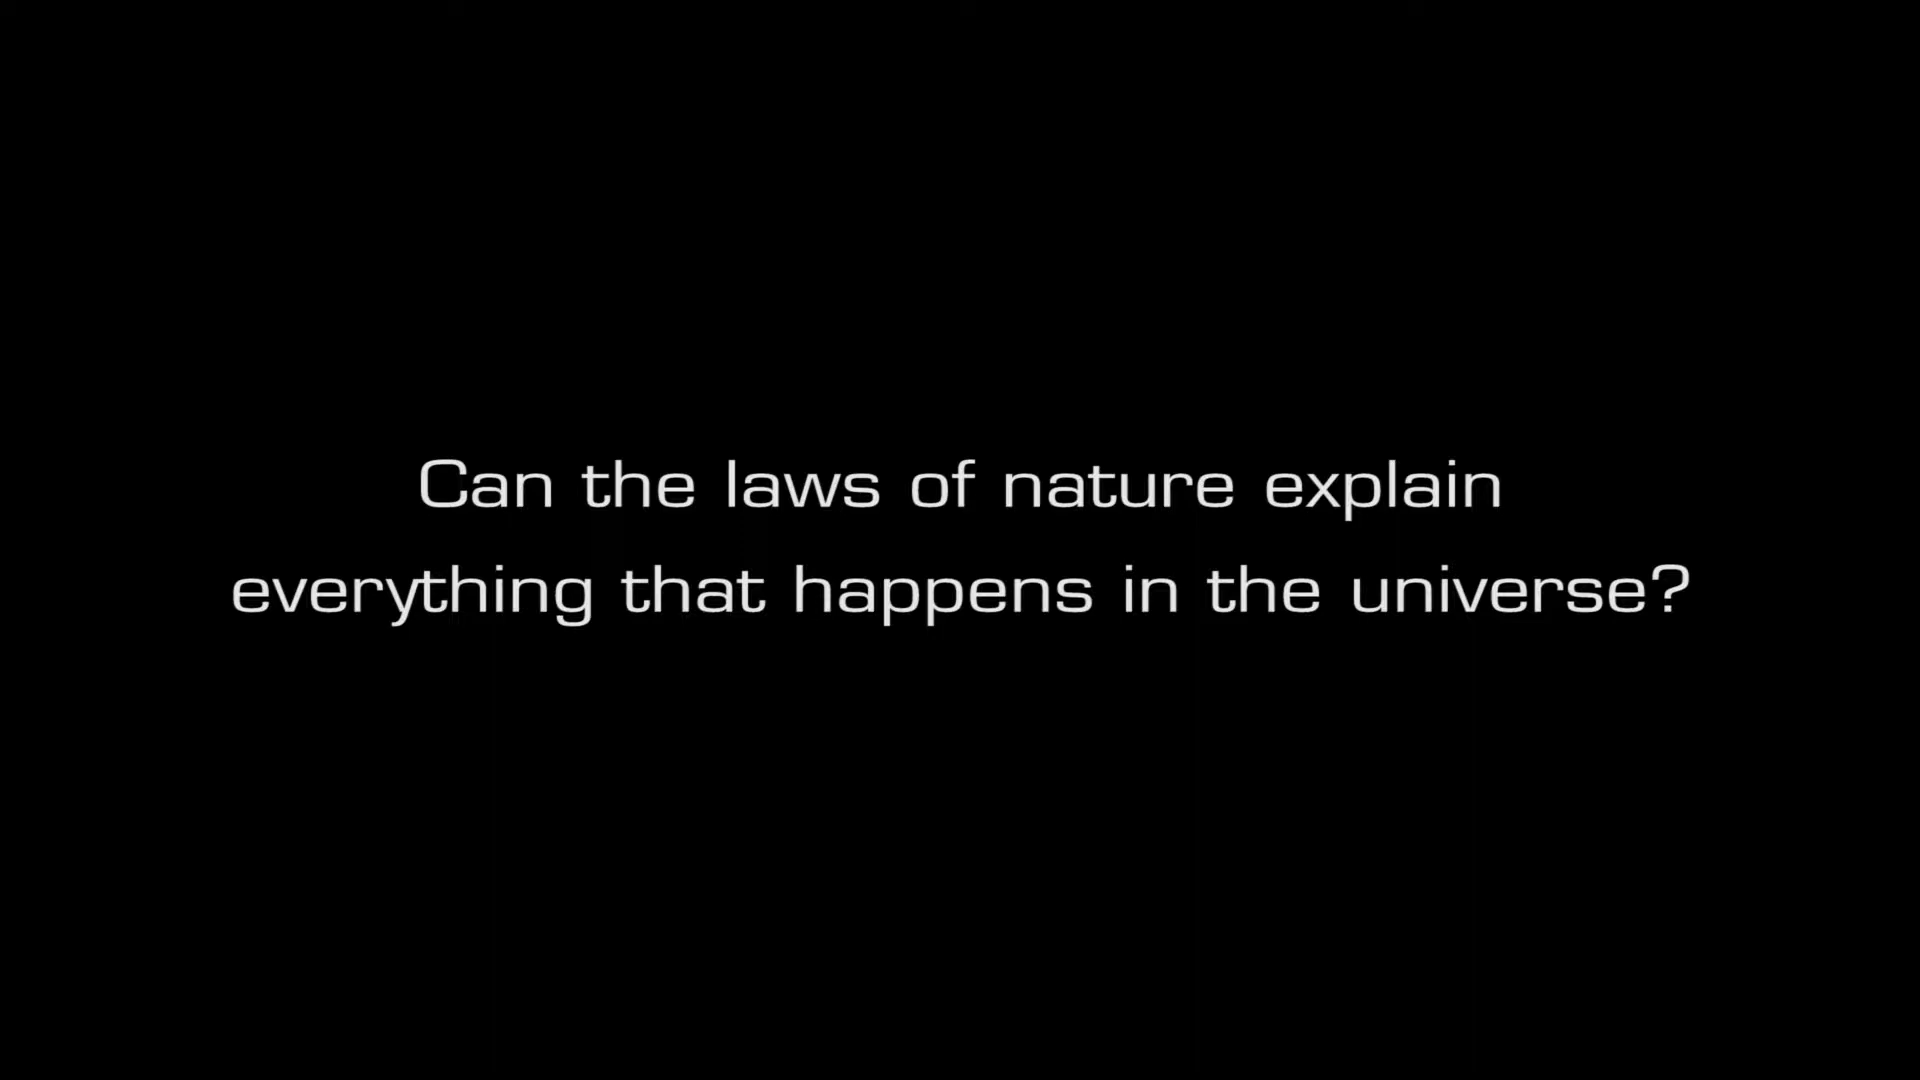 Can the laws of nature explain
everything that happens in the universe?